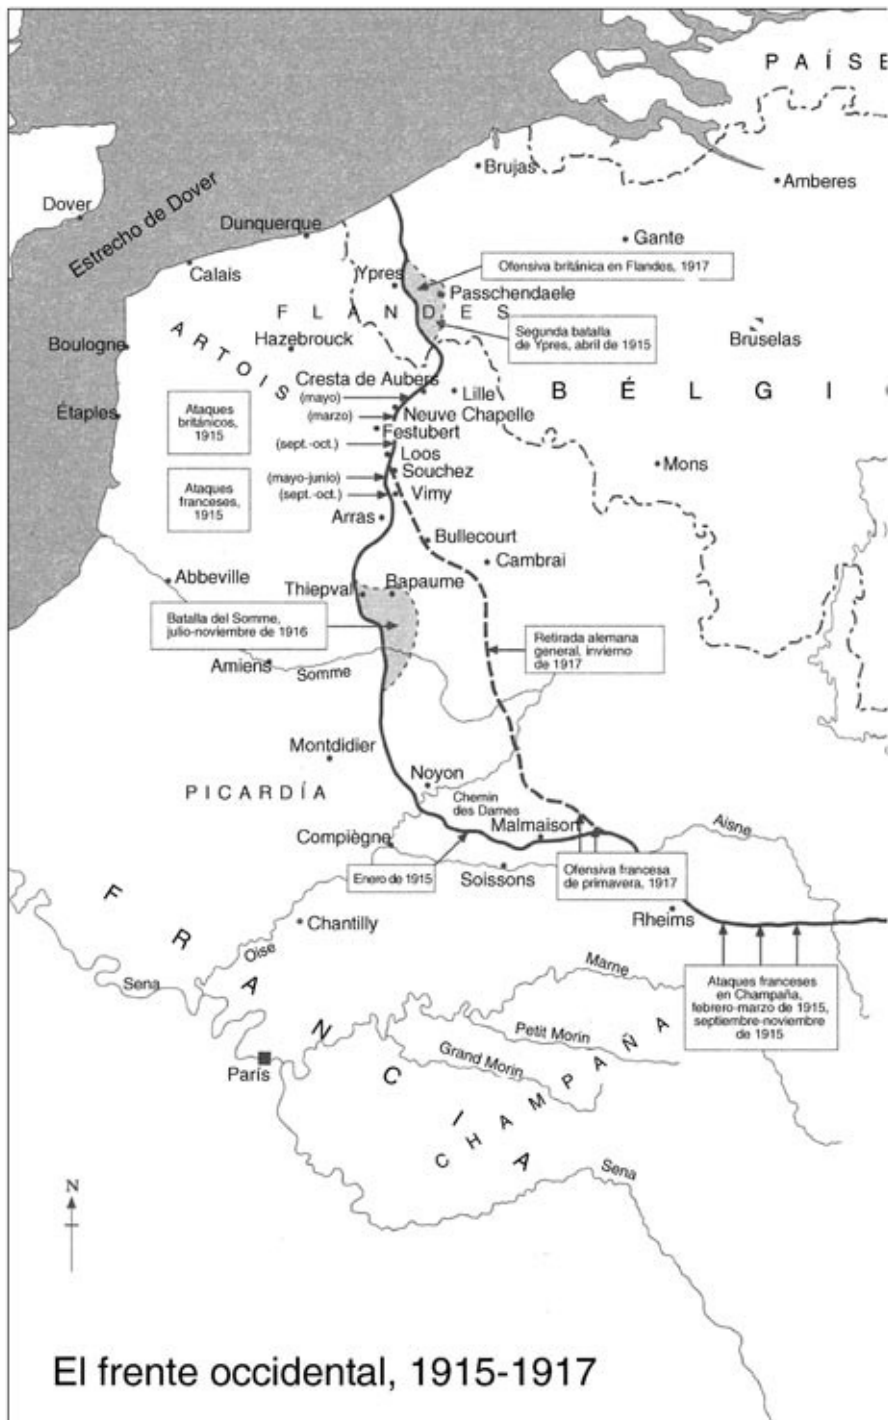 PAÍSE
Brujas
Amberes
Dover
Estrecho de Dover
Dunquerque
Gante
Calais
Ypres
Ofensiva británica en Flandes, 1917
Passchendaele
FLANDES
Segunda batalla
de Ypres, abril de 1915
Bruselas
Boulogne
ARTOIS
Hazebrouck
Cresta de Aubers
(mayo)
Lille
BÉLGIC
Étaples
Ataques
británicos,
1915
(marzo)
Neuve Chapelle
Festubert
(sept.-oct.)
Loos
Souchez
Mons
Ataques
franceses,
1915
(mayo-junio)
(sept.-oct.)
Vimy
Arras
Bullecourt
Cambrai
Abbeville
Thiepval
Bapaume
Batalla del Somme,
julio-noviembre de 1916
Retirada alemana
general, invierno
de 1917
Amiens
Somme
Montdidier
Noyon
PICARDÍA
Chemin
des Dames
Malmaison
Aisne
Compiègne
Enero de 1915
Soissons
Ofensiva francesa
de primavera, 1917
FRANCIA
Chantilly
Rheims
Oise
Sena
Marne
Ataques franceses
en Champaña,
febrero-marzo de 1915,
septiembre-noviembre
de 1915
Petit Morin
Grand Morin
París
CHAMPAÑA
Sena
N
El frente occidental, 1915-1917